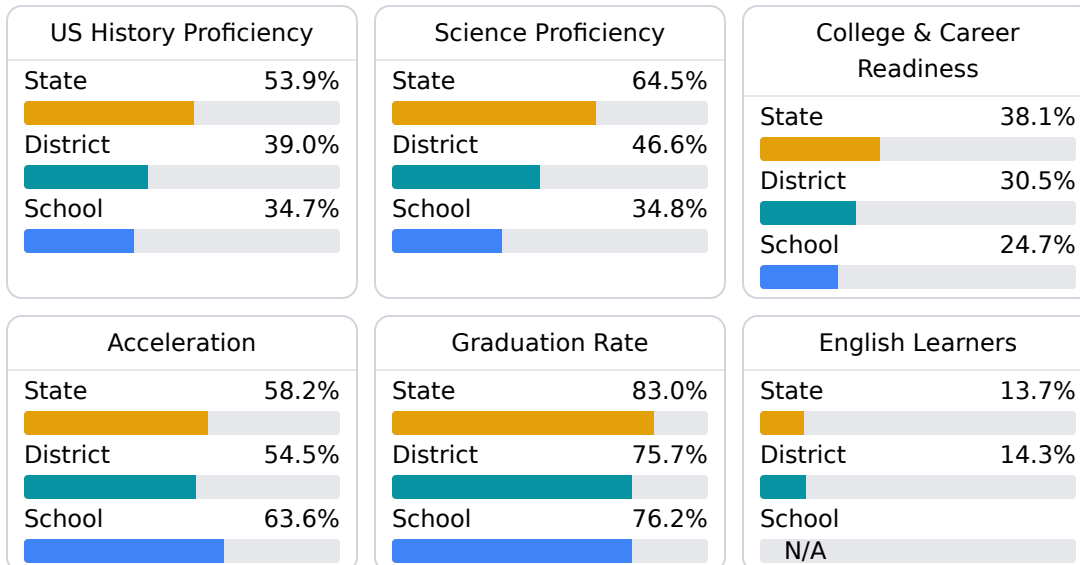 US History Proficiency
State 53.9%
District 39.0%
School 34.7%
Science Proficiency
State 64.5%
District 46.6%
School 34.8%
College & Career
Readiness
State 38.1%
District 30.5%
School 24.7%
Acceleration
State 58.2%
District 54.5%
School 63.6%
Graduation Rate
State 83.0%
District 75.7%
School 76.2%
English Learners
State 13.7%
District 14.3%
School
N/A